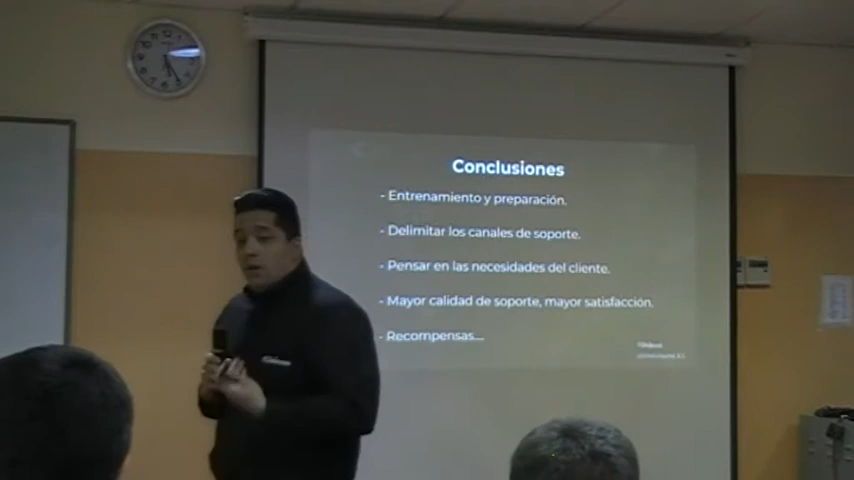 Conclusiones
- Entrenamiento y preparación.
- Delimitar los canales de soporte.
- Pensar en las necesidades del cliente.
- Mayor calidad de soporte, mayor satisfacción.
- Recompensas...